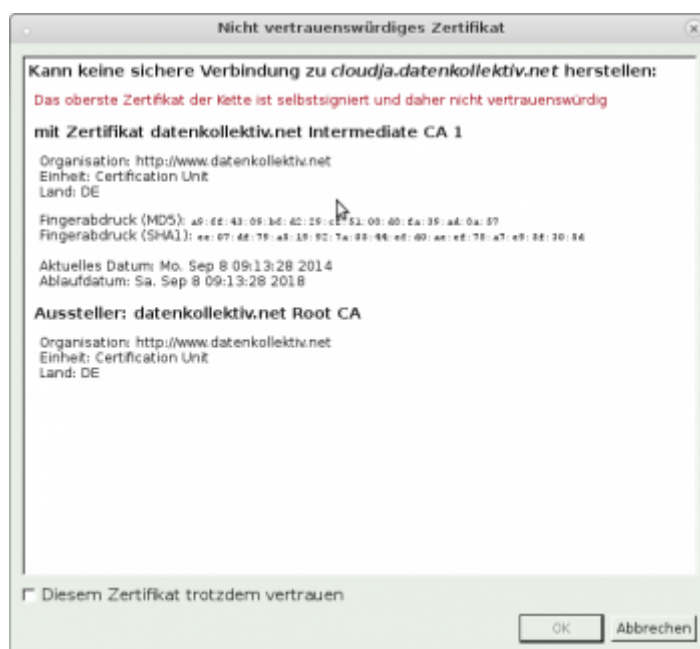 Nicht vertrauenswürdiges Zertifikat
Kann keine sichere Verbindung zu cloudja.datenkollektiv.net herstellen:
Das oberste Zertifikat der Kette ist selbstsigniert und daher nicht vertrauenswürdig
mit Zertifikat datenkollektiv.net Intermediate CA 1
Organisation: http://www.datenkollektiv.net
Einheit: Certification Unit
Land: DE
Fingerabdruck (MD5):
Fingerabdruck (SHA1):
Aktuelles Datum: Mo. Sep 8 09:13:28 2014
Ablaufdatum: Sa. Sep 8 09:13:28 2018
Aussteller: datenkollektiv.net Root CA
Organisation: http://www.datenkollektiv.net
Einheit: Certification Unit
Land: DE
Diesem Zertifikat trotzdem vertrauen
OK
Abbrechen